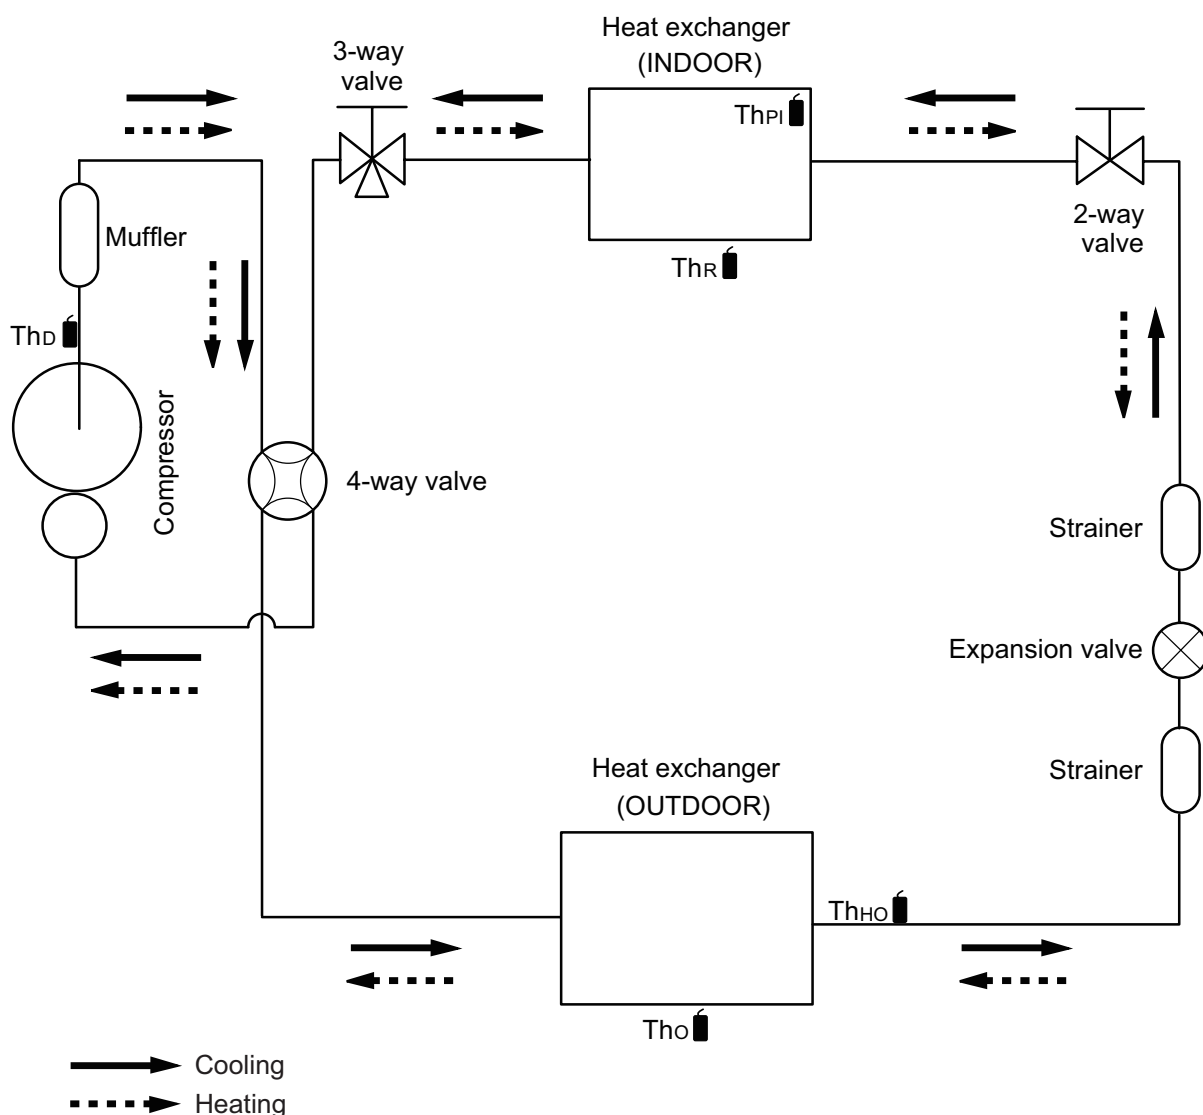 Heat exchanger
(INDOOR)
3-way
valve
ThPI
2-way
valve
Muffler
ThR
ThD
Compressor
4-way valve
Strainer
Expansion valve
Strainer
Heat exchanger
(OUTDOOR)
ThHO
ThO
Cooling
Heating